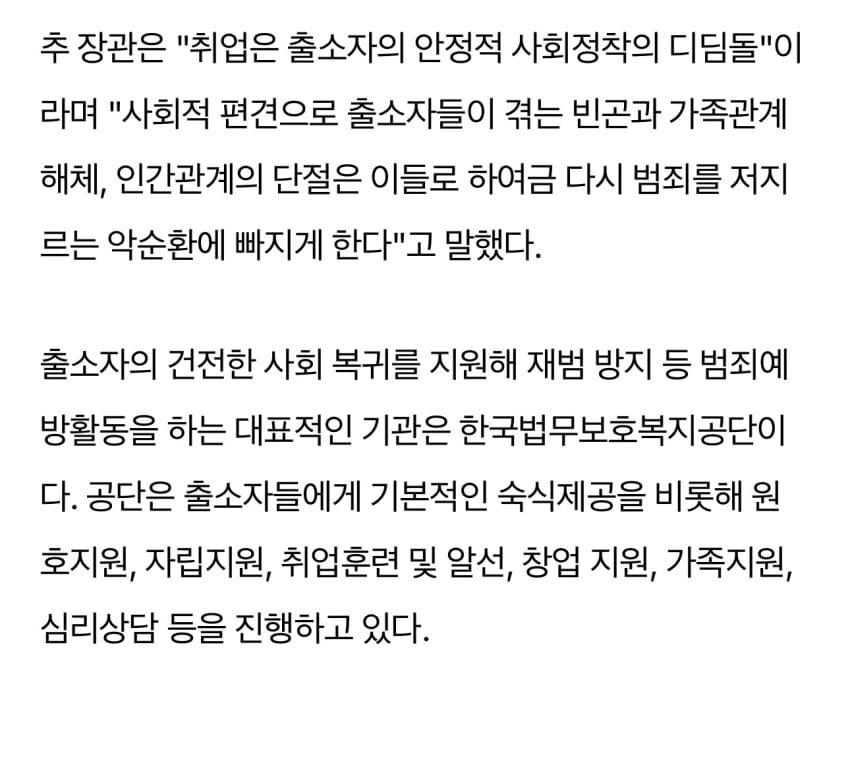 추 장관은 "취업은 출소자의 안정적 사회정착의 디딤돌"이
라며 "사회적 편견으로 출소자들이 겪는 빈곤과 가족관계
해체, 인간관계의 단절은 이들로 하여금 다시 범죄를 저지
르는 악순환에 빠지게 한다"고 말했다.
출소자의 건전한 사회 복귀를 지원해 재범 방지 등 범죄예
방활동을 하는 대표적인 기관은 한국법무보호복지공단이
다. 공단은 출소자들에게 기본적인 숙식제공을 비롯해 원
호지원, 자립지원, 취업훈련 및 알선, 창업 지원, 가족지원,
심리상담 등을 진행하고 있다.